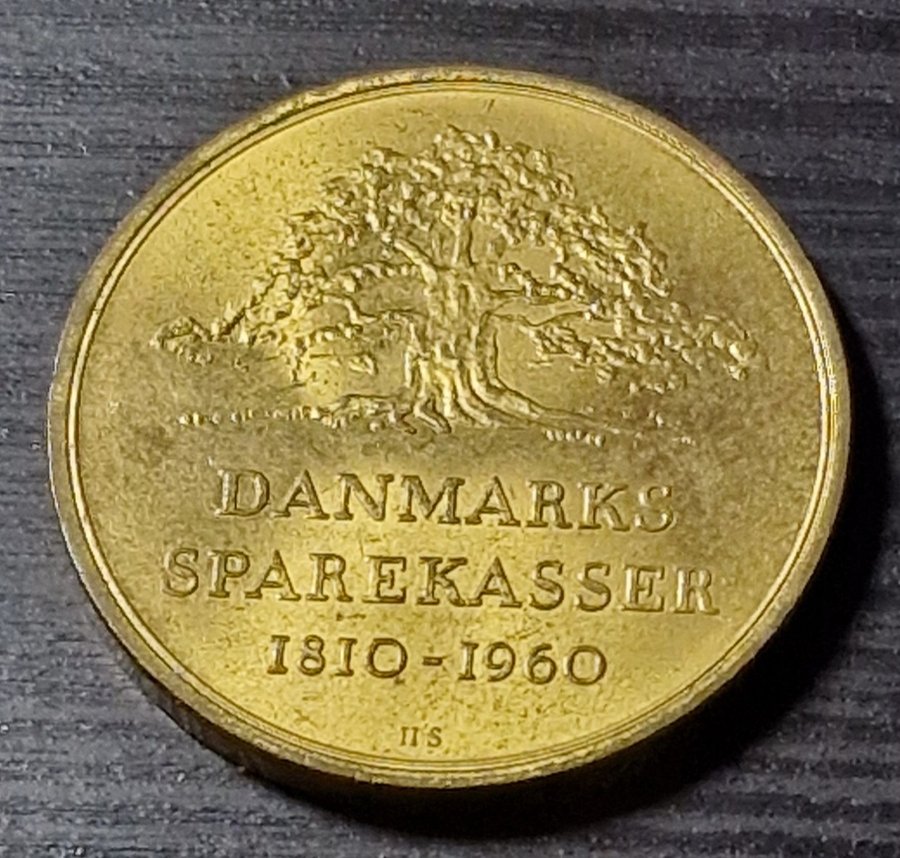 DANMARKS
SPAREKASSER
1810-1960
HS